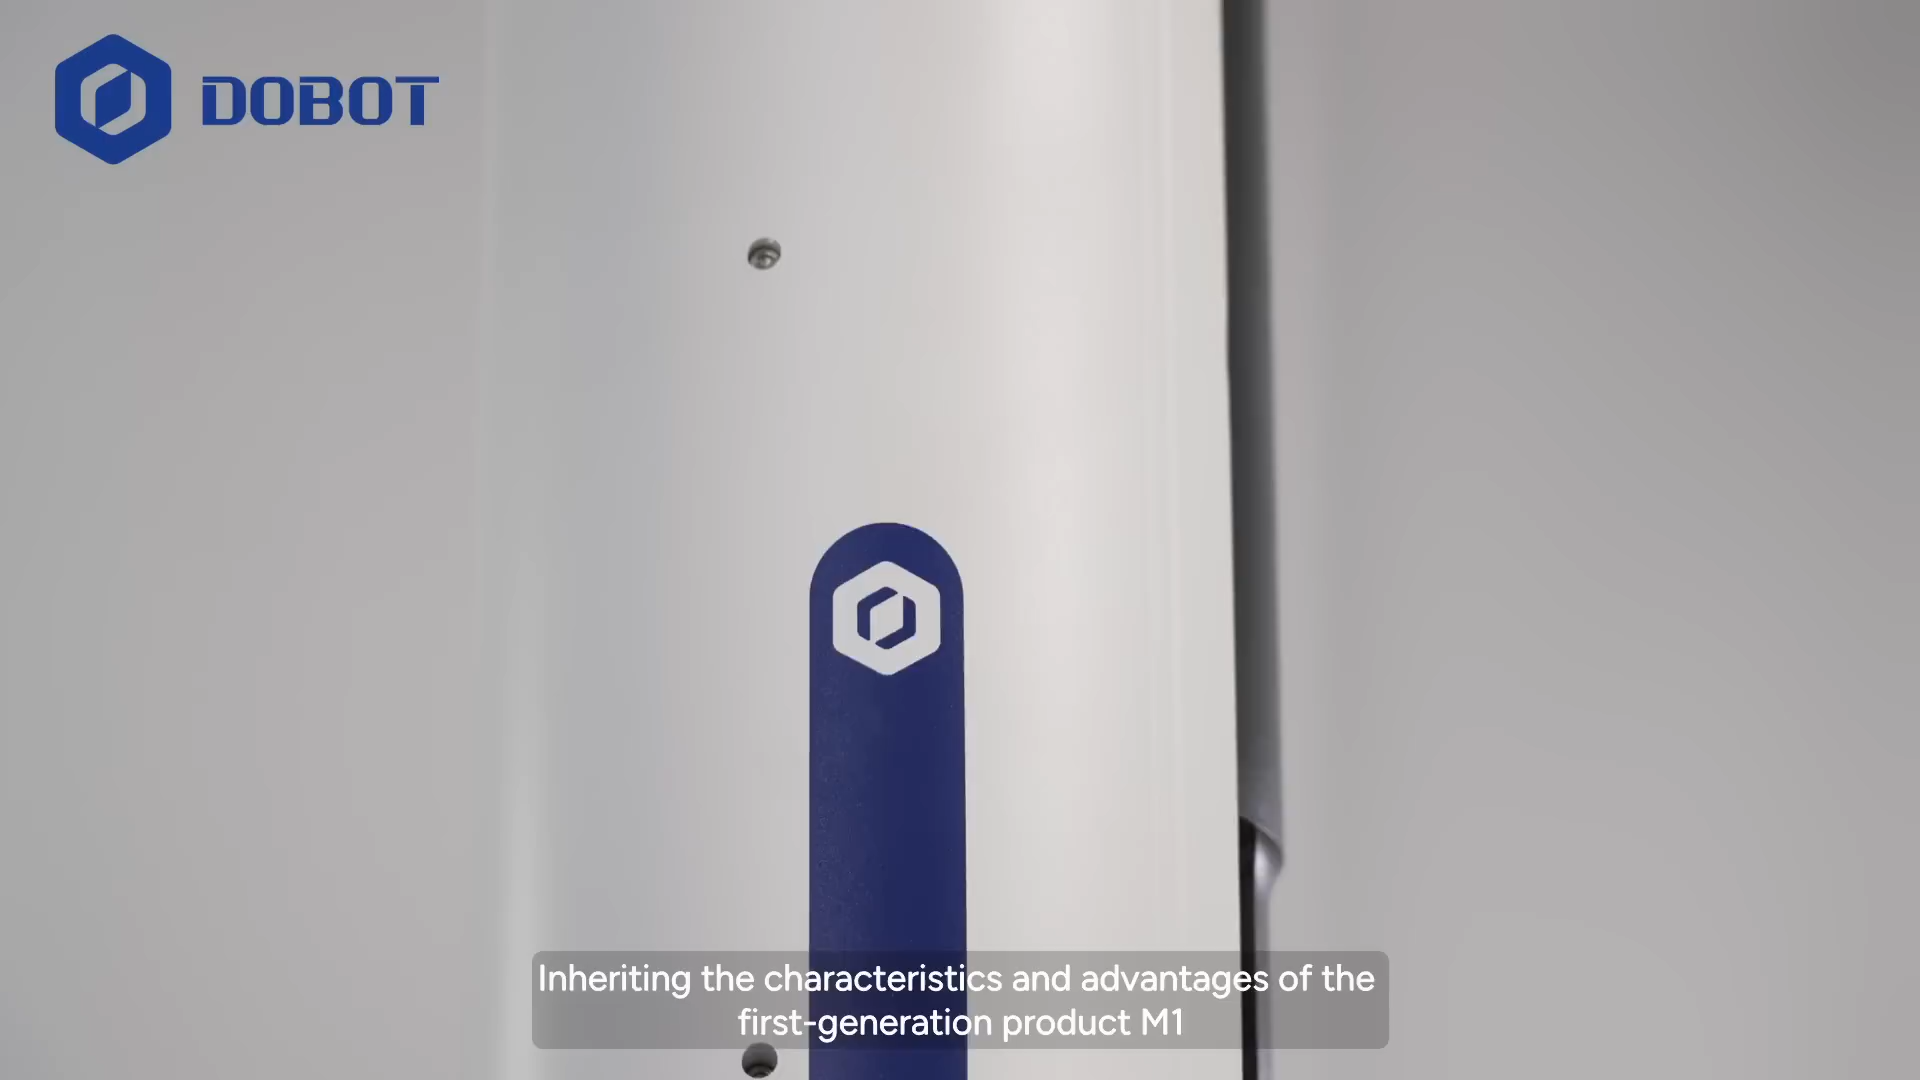 DOBOT
Inheriting the characteristics and advantages of the
first-generation product M1